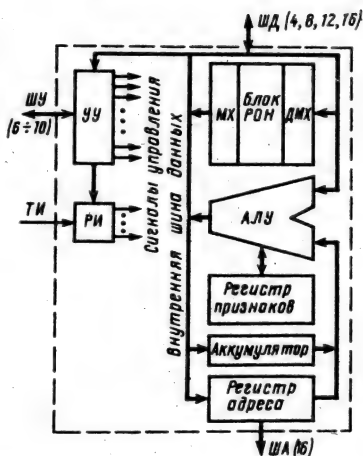 ШД (4, 8, 12, 16)
ШУ
(6÷10)
УУ
ТИ
РИ
Сигналы управления
Внутренняя шина данных
МХ
Блок
РОН
ДМХ
АЛУ
Регистр
признаков
Аккумулятор
Регистр
адреса
ША (16)